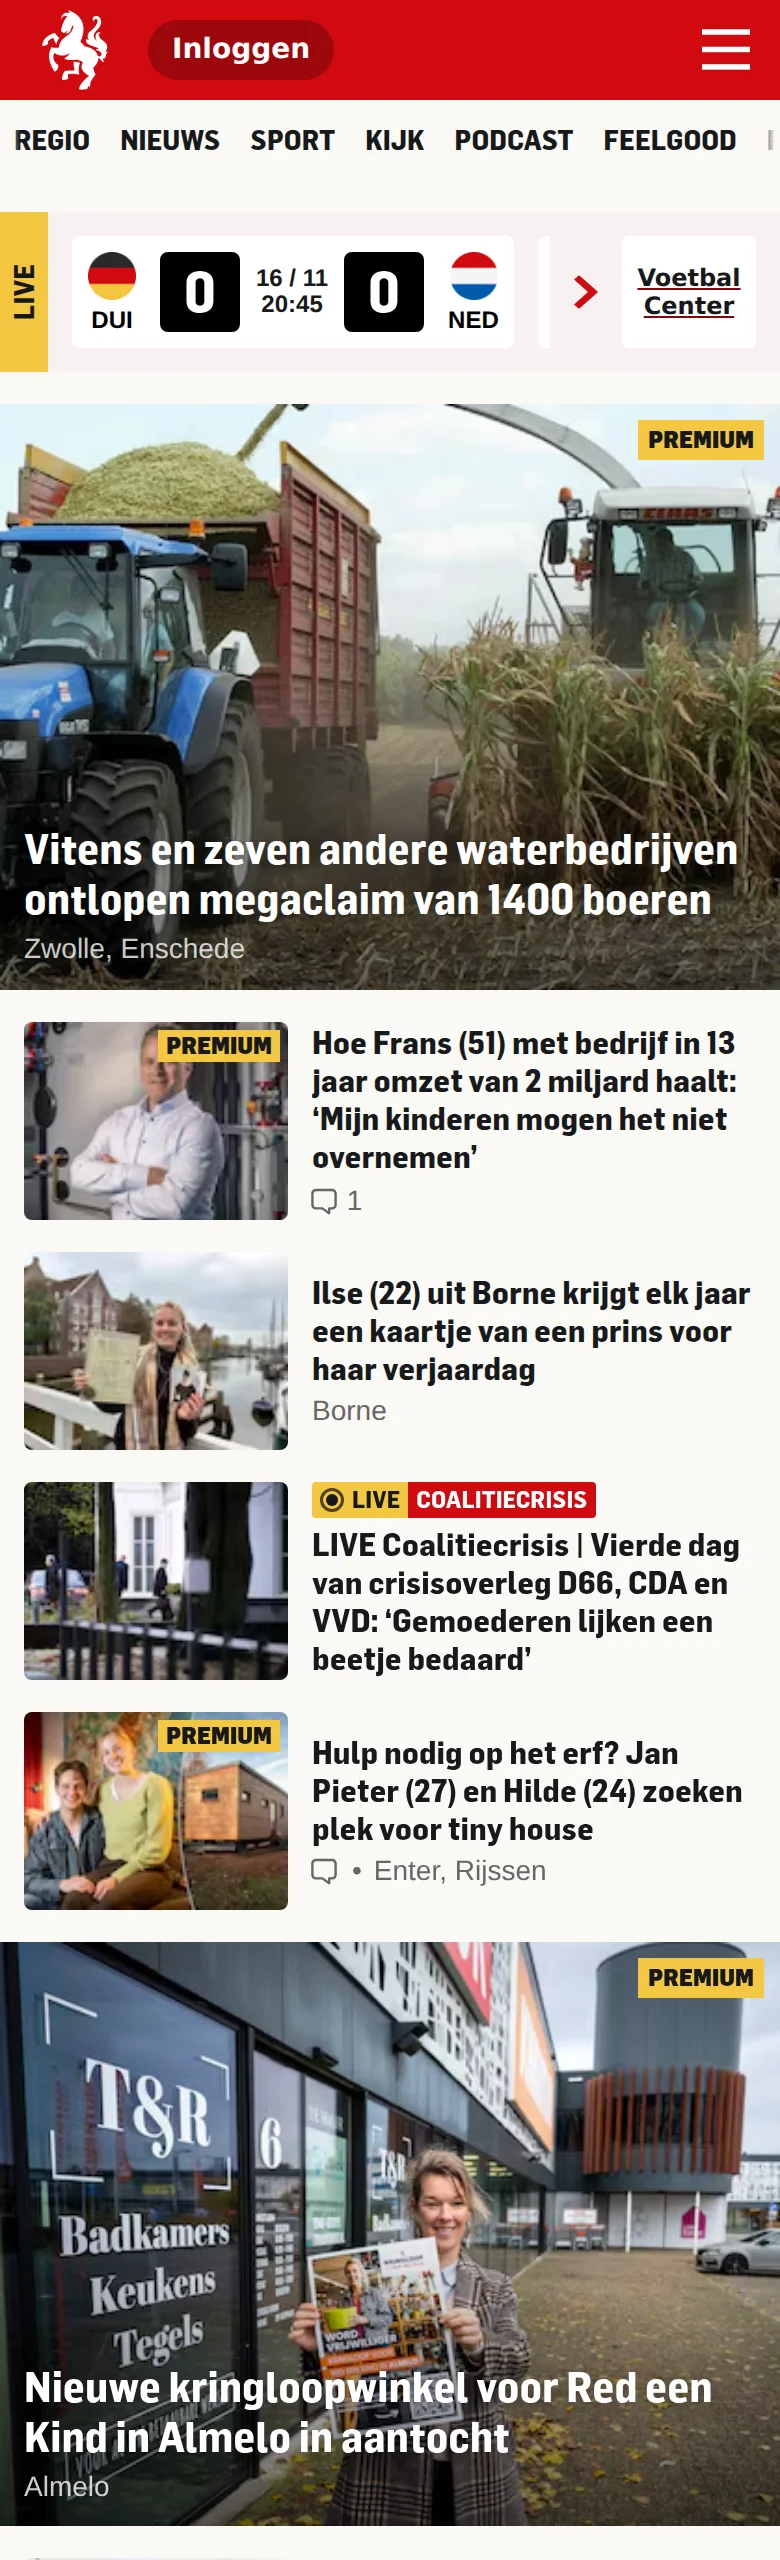 Inloggen
REGIO NIEUWS SPORT KIJK PODCAST FEELGOOD
LIVE
DUI
0
16 / 11
20:45
0
NED
Voetbal
Center
PREMIUM
Vitens en zeven andere waterbedrijven
ontlopen megaclaim van 1400 boeren
Zwolle, Enschede
PREMIUM
Hoe Frans (51) met bedrijf in 13
jaar omzet van 2 miljard haalt:
‘Mijn kinderen mogen het niet
overnemen’
1
Ilse (22) uit Borne krijgt elk jaar
een kaartje van een prins voor
haar verjaardag
Borne
LIVE COALITIECRISIS
LIVE Coalitiecrisis | Vierde dag
van crisisoverleg D66, CDA en
VVD: ‘Gemoederen lijken een
beetje bedaard’
PREMIUM
Hulp nodig op het erf? Jan
Pieter (27) en Hilde (24) zoeken
plek voor tiny house
• Enter, Rijssen
PREMIUM
T&R
6
T&R
Badkamers
Keukens
Tegels
WORD
VRIJWILLIGER
Nieuwe kringloopwinkel voor Red een
Kind in Almelo in aantocht
Almelo